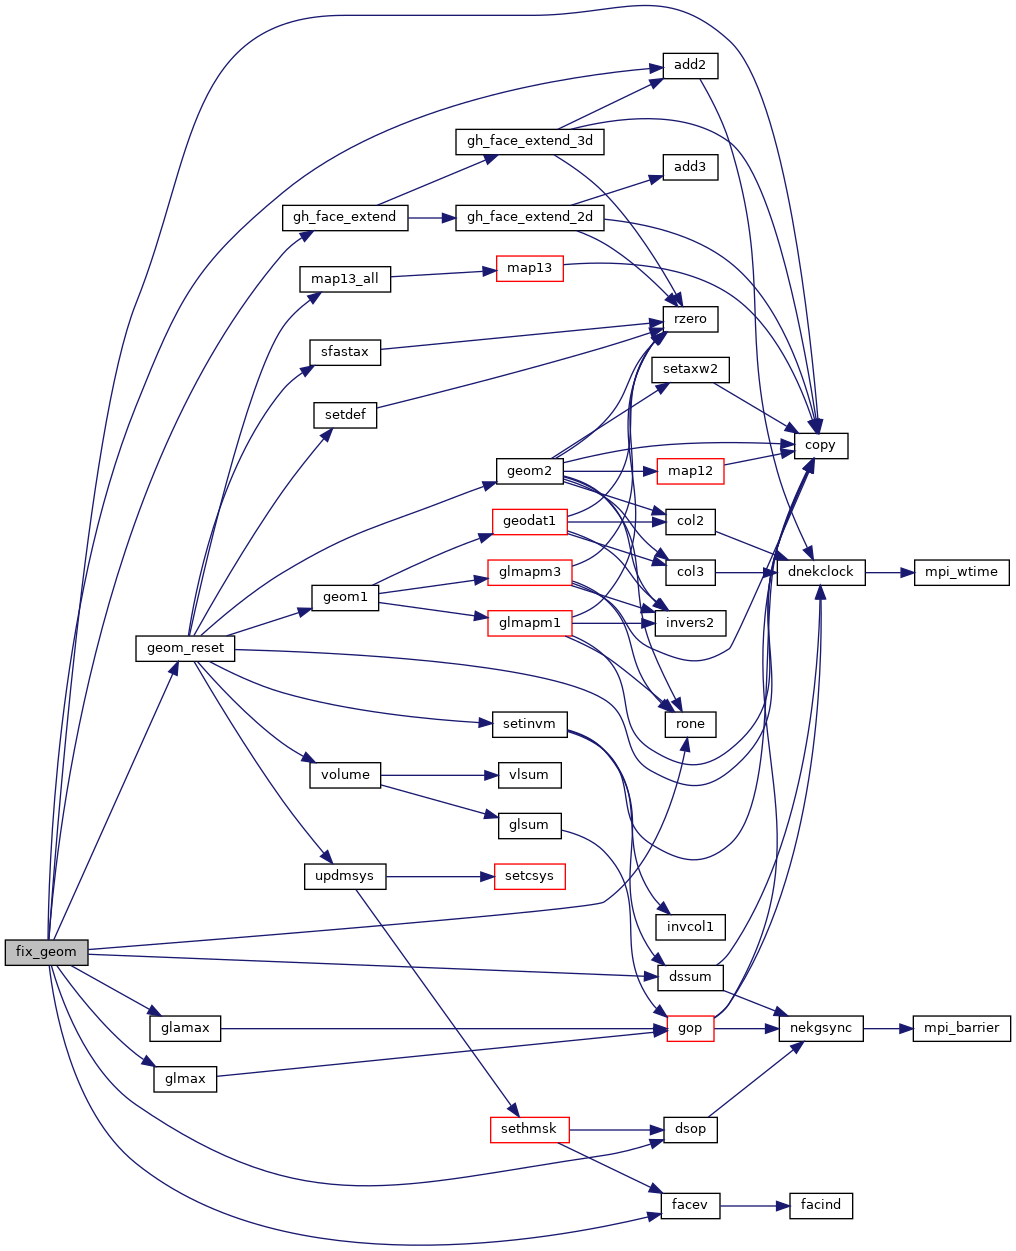 add2
gh_face_extend_3d
add3
gh_face_extend
gh_face_extend_2d
map13
map13_all
rzero
sfastax
setaxw2
setdef
copy
geom2
map12
geodat1
col2
glmapm3
col3
dnekclock
mpi_wtime
geom1
glmapm1
invers2
geom_reset
setinvm
rone
volume
vlsum
glsum
updmsys
setcsys
invcol1
fix_geom
dssum
glamax
gop
nekgsync
mpi_barrier
glmax
sethmsk
dsop
facev
facind